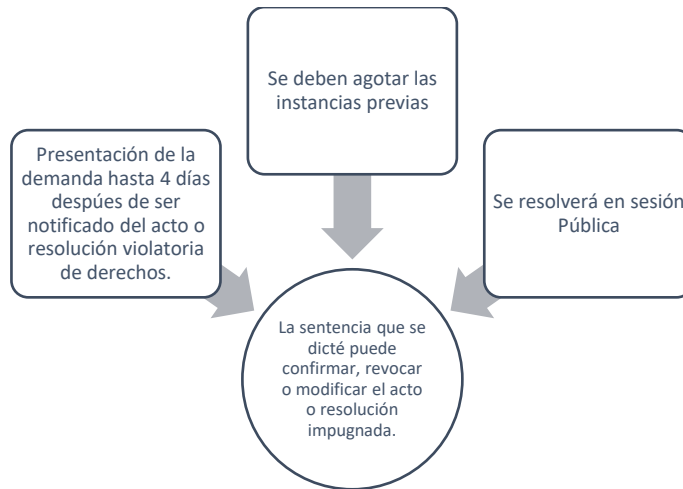 Se deben agotar las
instancias previas
Presentación de la
demanda hasta 4 días
despúes de ser
notificado del acto o
resolución violatoria
de derechos.
Se resolverá en sesión
Pública
La sentencia que se
dicté puede
confirmar, revocar
o modificar el acto
o resolución
impugnada.